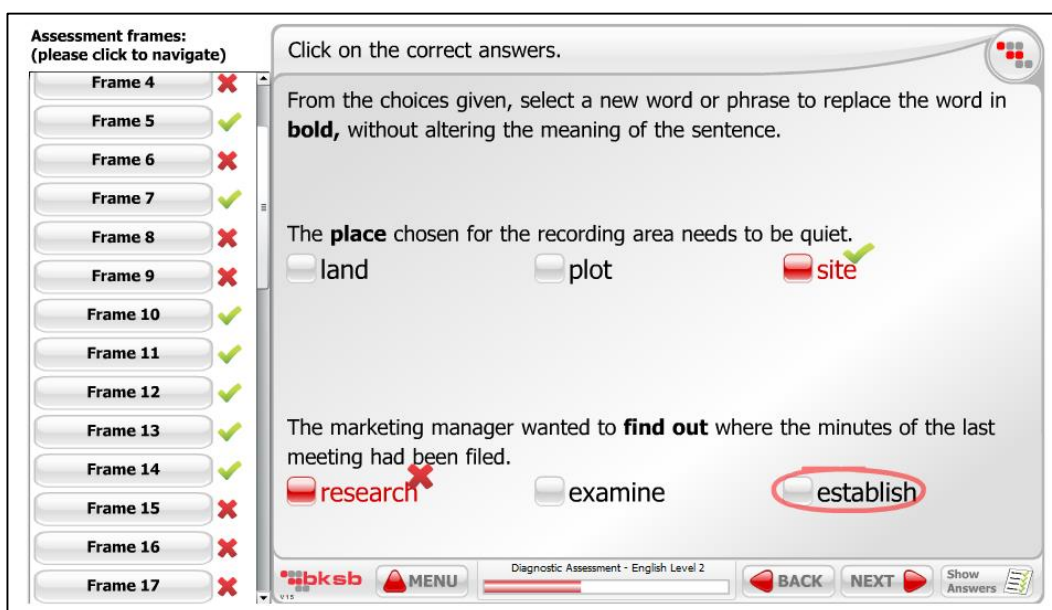 Assessment frames:
(please click to navigate)
Frame 4
Frame 5
Frame 6
Frame 7
Frame 8
Frame 9
Frame 10
Frame 11
Frame 12
Frame 13
Frame 14
Frame 15
Frame 16
Frame 17
Click on the correct answers.
From the choices given, select a new word or phrase to replace the word in
bold, without altering the meaning of the sentence.
The place chosen for the recording area needs to be quiet.
land plot site
The marketing manager wanted to find out where the minutes of the last
meeting had been filed.
research examine establish
bksb MENU Diagnostic Assessment - English Level 2 BACK NEXT Show
Answers
V 1 5